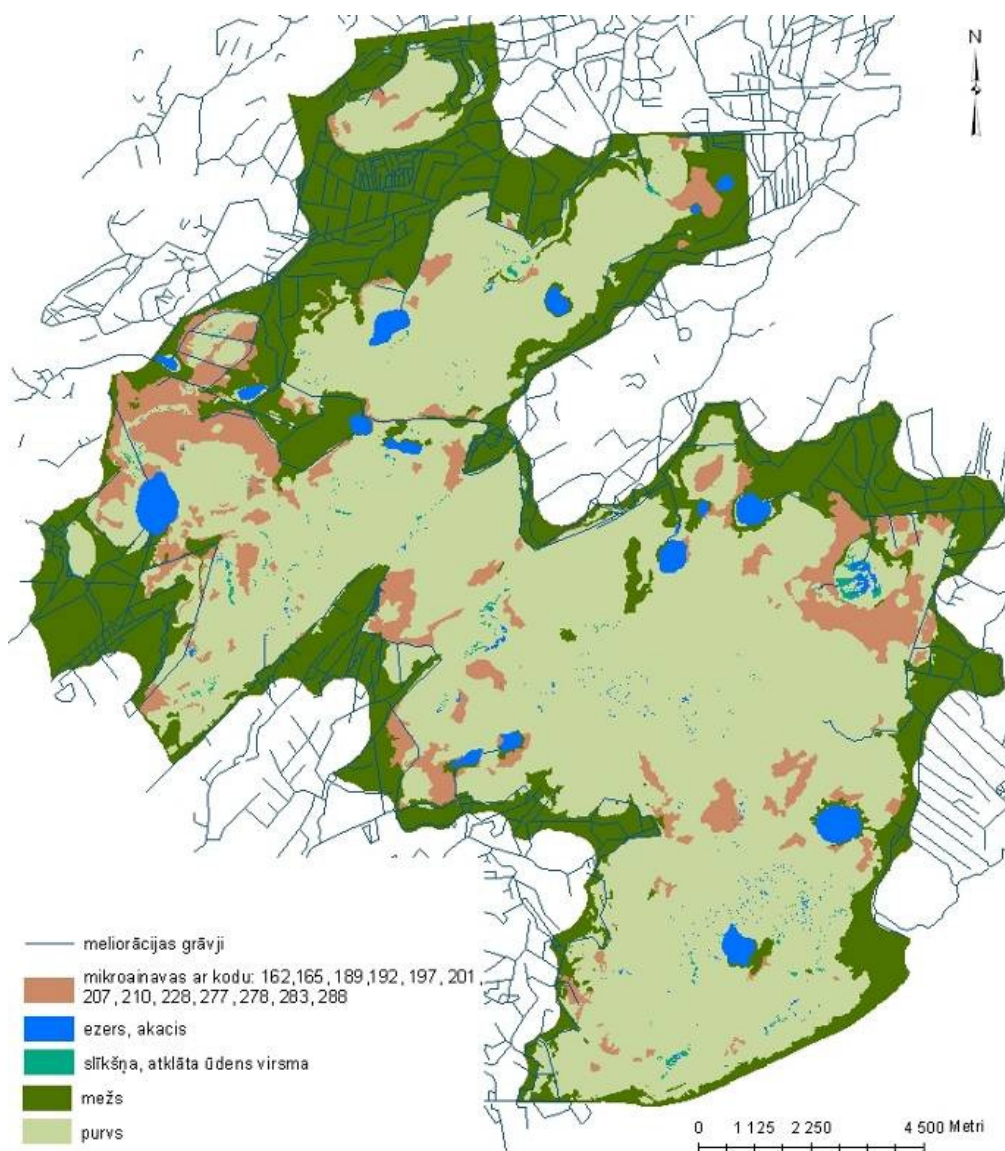 N
meliorācijas grāvji
mikroainavas ar kodu: 162,165, 189,192, 197, 201,
207, 210, 228, 277, 278, 283, 288
ezers, akacis
slīkšņa, atklāta ūdens virsma
mežs
purvs
0 1 125 2 250 4 500 Metri